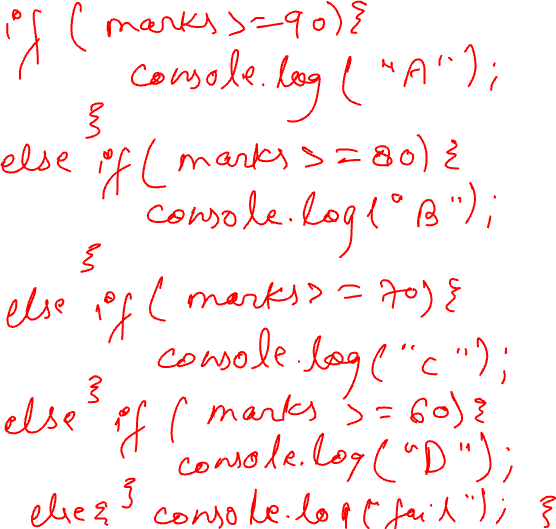 if ( marks >=90){
console.log ( "A");
}
else if( marks >= 80) {
console.log("B");
}
else if( marks> = 70){
console.log("c");
}
else if ( marks >= 60){
console.log("D");
}
else{ console.log("fail"); }